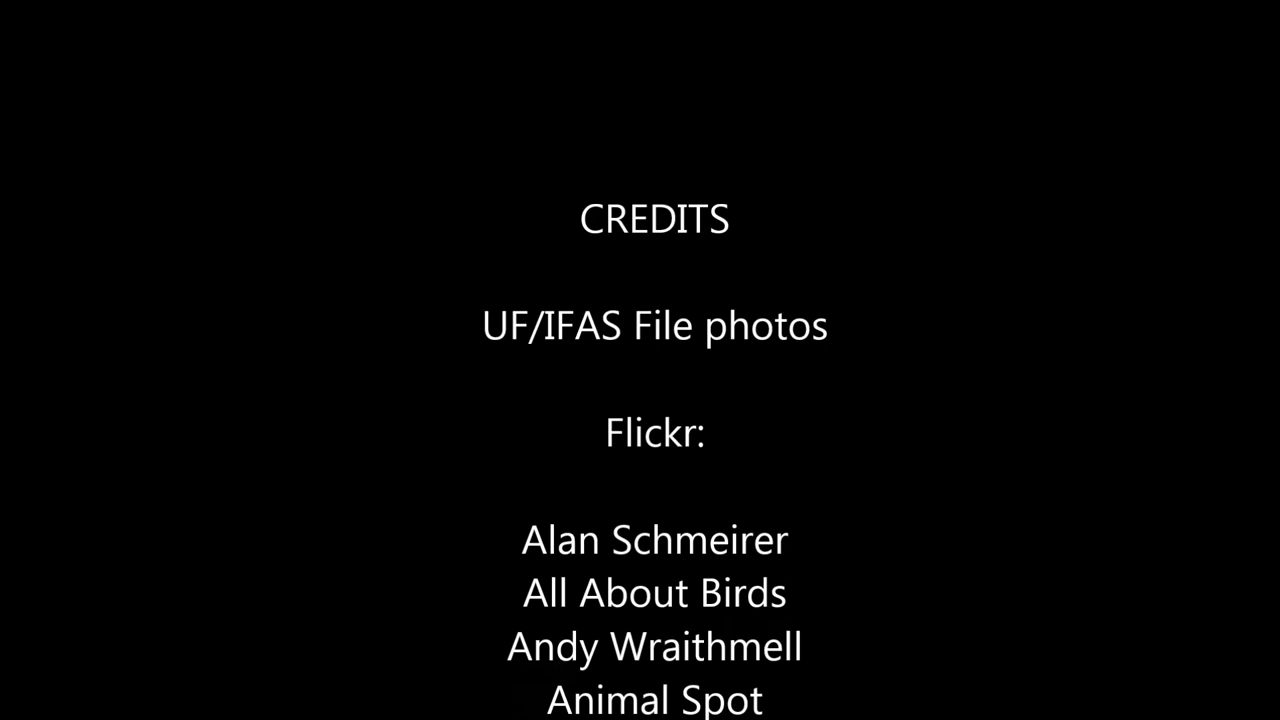 CREDITS
UF/IFAS File photos
Flickr:
Alan Schmeirer
All About Birds
Andy Wraithmell
Animal Spot